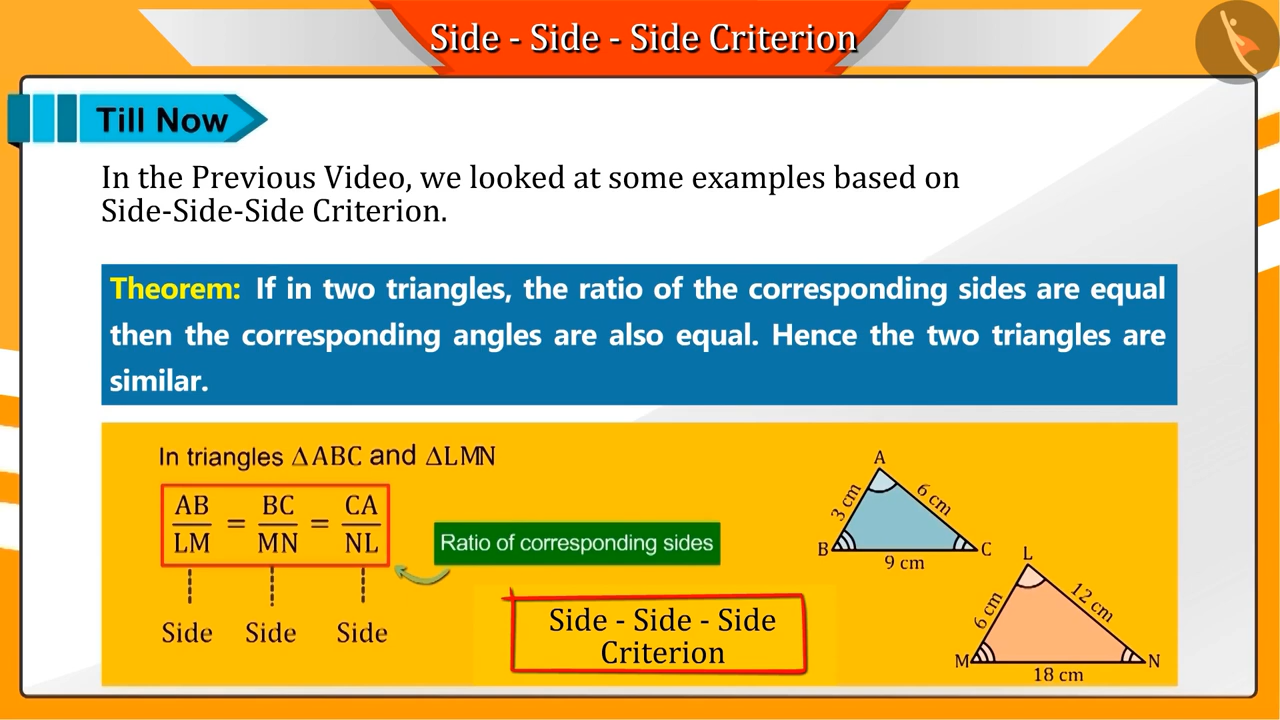 Side - Side - Side Criterion
Till Now
In the Previous Video, we looked at some examples based on
Side-Side-Side Criterion.
Theorem: If in two triangles, the ratio of the corresponding sides are equal
then the corresponding angles are also equal. Hence the two triangles are
similar.
In triangles ΔABC and ΔLMN
AB/LM = BC/MN = CA/NL
Ratio of corresponding sides
Side Side Side
Side - Side - Side
Criterion
A
3 cm 6 cm
B C
9 cm
L
6 cm 12 cm
M N
18 cm